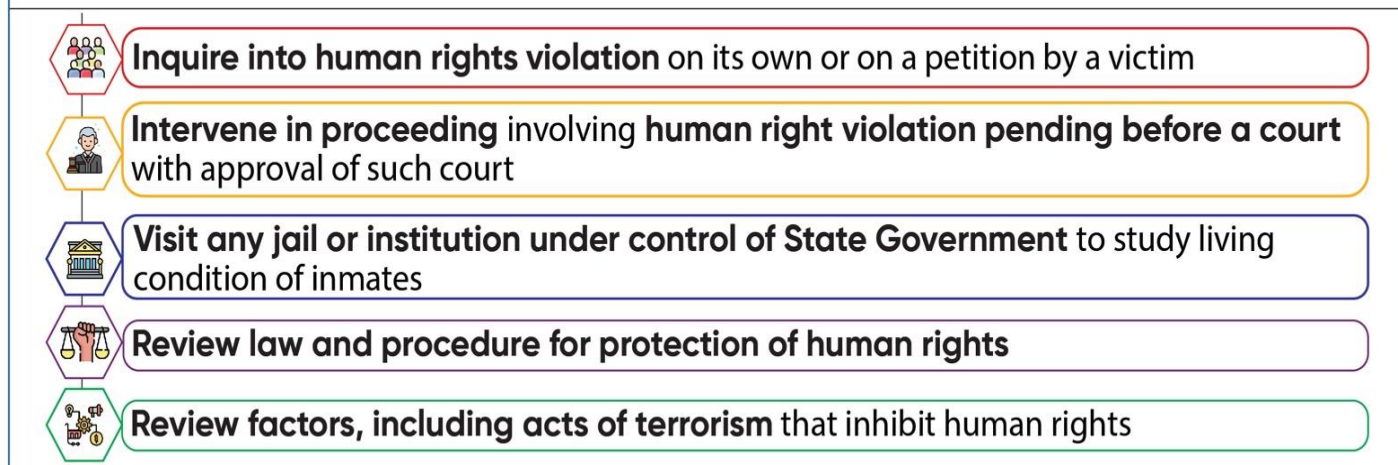 Inquire into human rights violation on its own or on a petition by a victim
Intervene in proceeding involving human right violation pending before a court
with approval of such court
Visit any jail or institution under control of State Government to study living
condition of inmates
Review law and procedure for protection of human rights
Review factors, including acts of terrorism that inhibit human rights